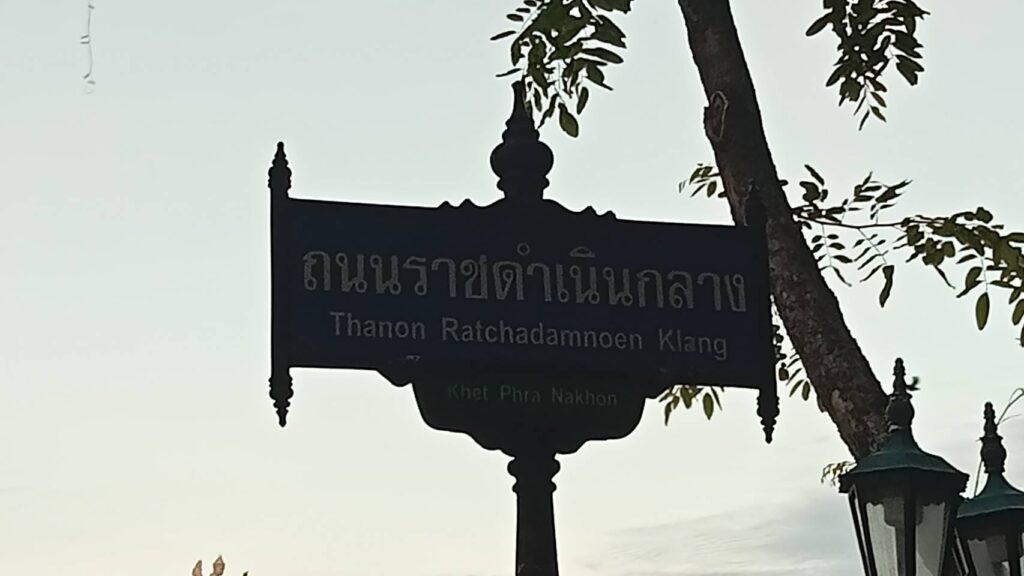 ถนนราชดำเนินกลาง
Thanon Ratchadamnoen Klang
Khet Phra Nakhon